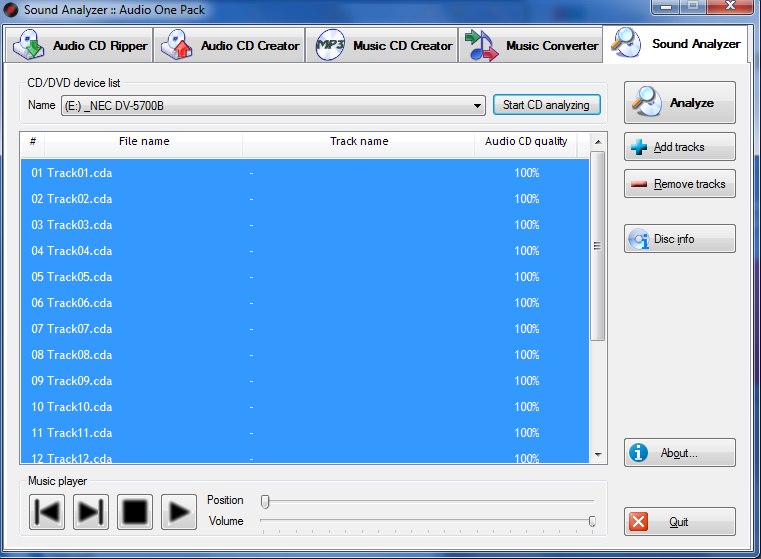 Sound Analyzer :: Audio One Pack
Audio CD Ripper
Audio CD Creator
MP3
Music CD Creator
Music Converter
Sound Analyzer
CD/DVD device list
Name (E:) _NEC DV-5700B
Start CD analyzing
Analyze
Add tracks
Remove tracks
Disc info
# File name Track name Audio CD quality
01 Track01.cda - 100%
02 Track02.cda - 100%
03 Track03.cda - 100%
04 Track04.cda - 100%
05 Track05.cda - 100%
06 Track06.cda - 100%
07 Track07.cda - 100%
08 Track08.cda - 100%
09 Track09.cda - 100%
10 Track10.cda - 100%
11 Track11.cda - 100%
12 Track12.cda - 100%
About...
Music player
Position
Volume
Quit